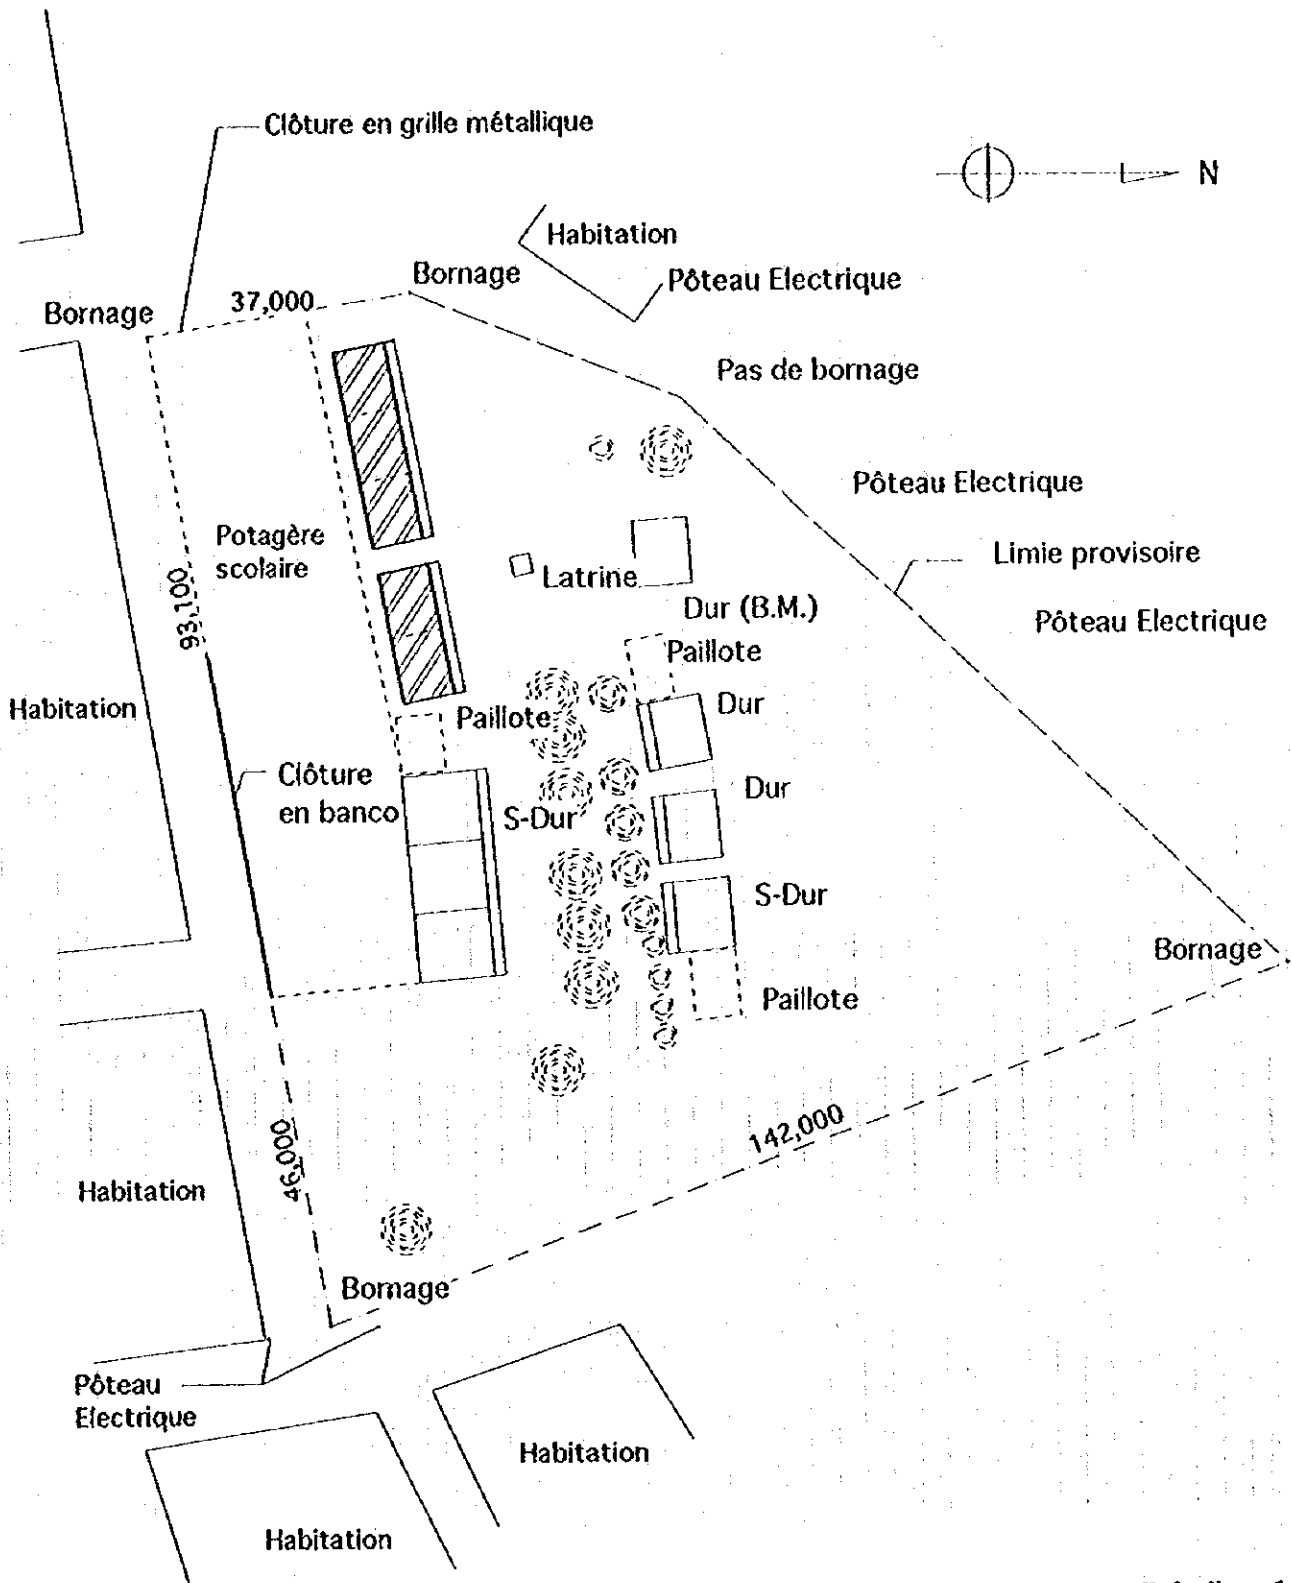 Clôture en grille métallique
N
Habitation
Bornage
Pôteau Electrique
37,000
Bornage
Pas de bornage
Pôteau Electrique
Potagère
scolaire
Limie provisoire
Latrine
93,100
Dur (B.M.)
Pôteau Electrique
Paillote
Habitation
Paillote
Dur
Clôture
en banco
Dur
S-Dur
S-Dur
Bornage
Paillote
142,000
46,000
Habitation
Bornage
Pôteau
Electrique
Habitation
Habitation